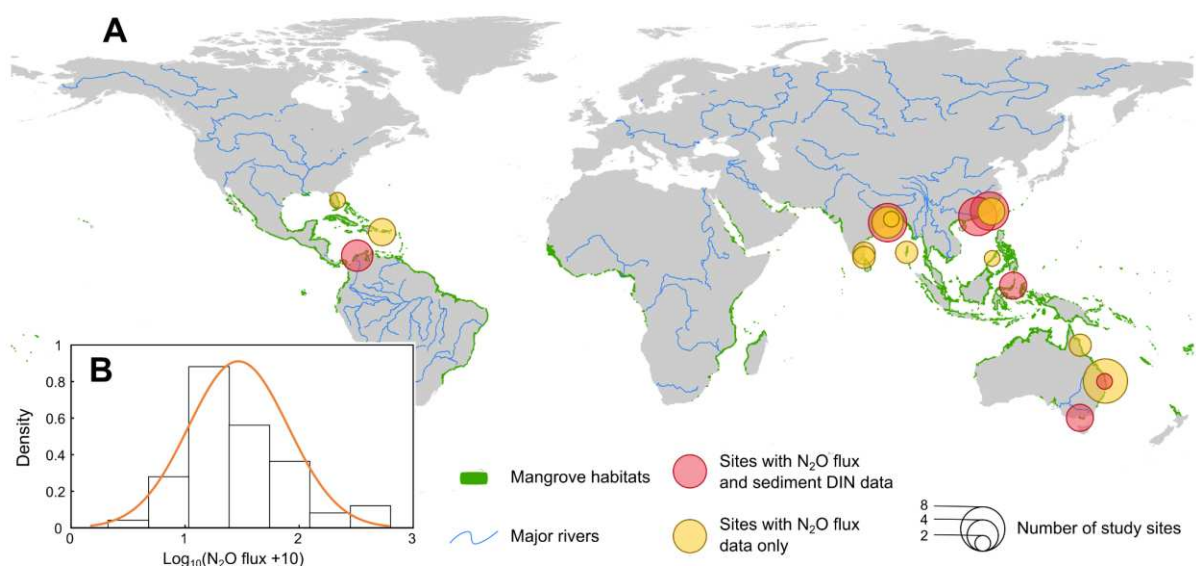 A
B
1
0.8
0.6
0.4
0.2
0
Density
0
1
2
3
Log₁₀(N₂O flux +10)
Mangrove habitats
Major rivers
Sites with N₂O flux
and sediment DIN data
Sites with N₂O flux
data only
8
4
2
Number of study sites